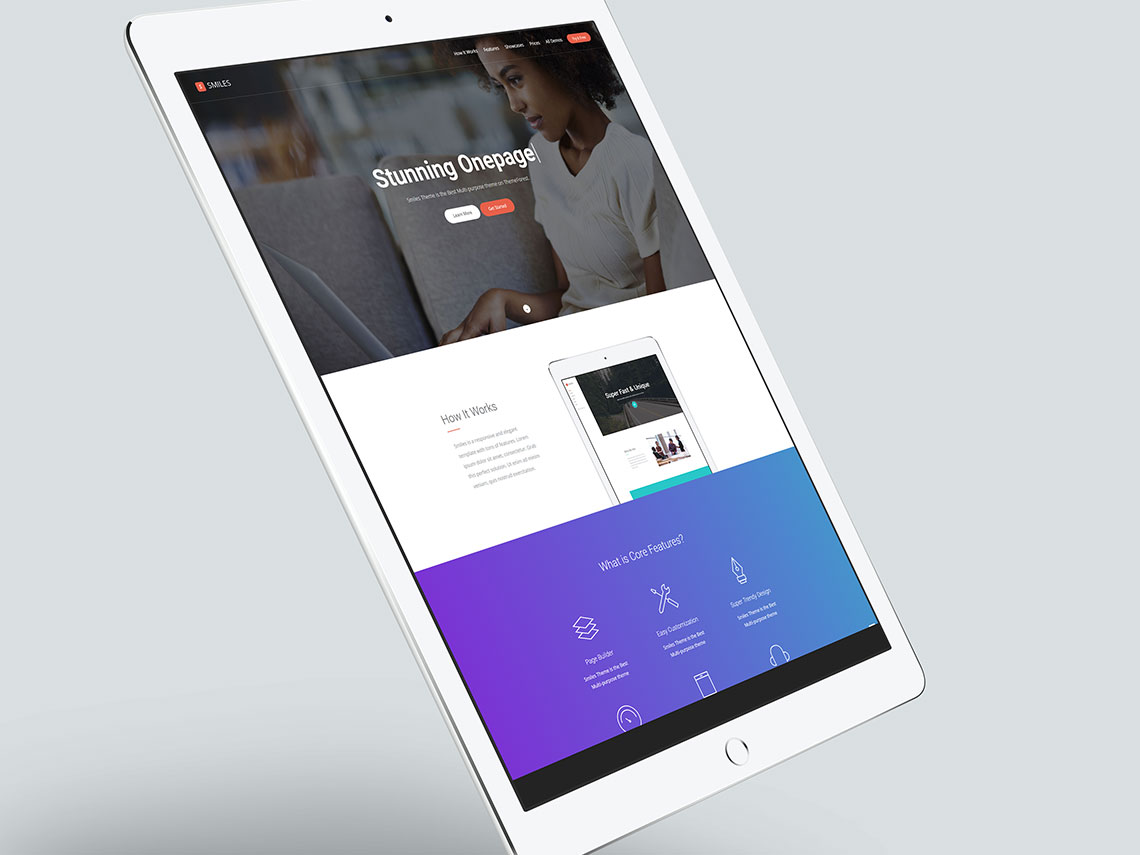 SMILES
How It Works Features Showcases Prices All Demos Try It Free
Stunning Onepage
Smiles Theme is the Best Multi-purpose theme on ThemeForest.
Learn More Get Started
How It Works
Smiles is a responsive and elegant
template with tons of features. Lorem
ipsum dolor sit amet, consectetur. Grab
this perfect solution. Ut enim ad minim
veniam, quis nostrud exercitation.
Super Fast & Unique
What is Core Features?
Page Builder
Smiles Theme is the Best
Multi-purpose theme
Easy Customization
Smiles Theme is the Best
Multi-purpose theme
Super Trendy Design
Smiles Theme is the Best
Multi-purpose theme